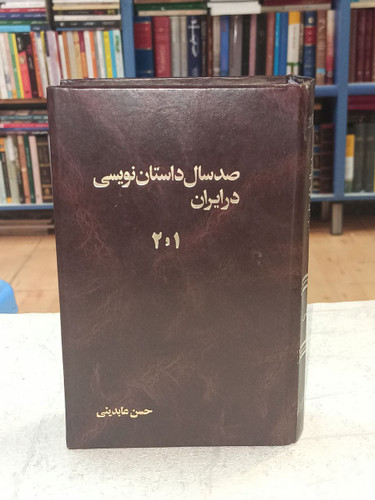 صد سال داستان نویسی
در ایران
۱ و ۲
حسن عابدینی